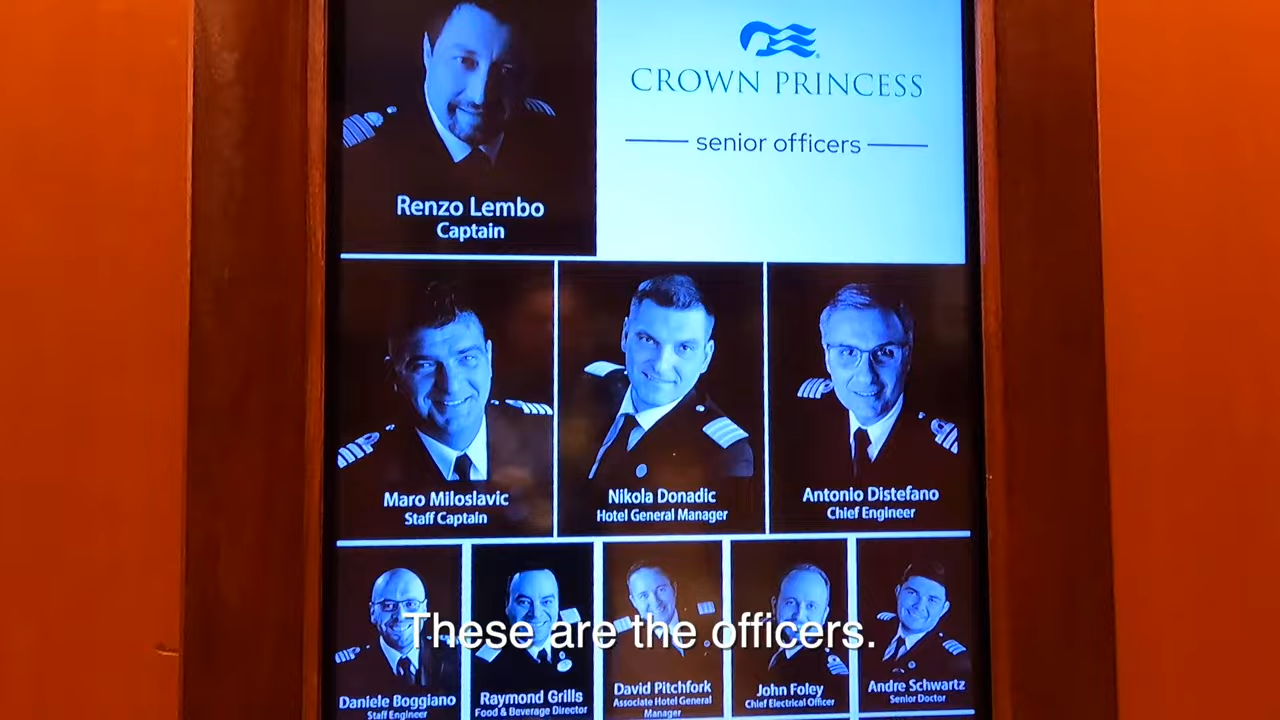 CROWN PRINCESS
senior officers
Renzo Lembo
Captain
Maro Miloslavic
Staff Captain
Nikola Donadic
Hotel General Manager
Antonio Distefano
Chief Engineer
These are the officers.
Daniele Boggiano
Staff Engineer
Raymond Grills
Food & Beverage Director
David Pitchfork
Associate Hotel General
Manager
John Foley
Chief Electrical Officer
Andre Schwartz
Senior Doctor